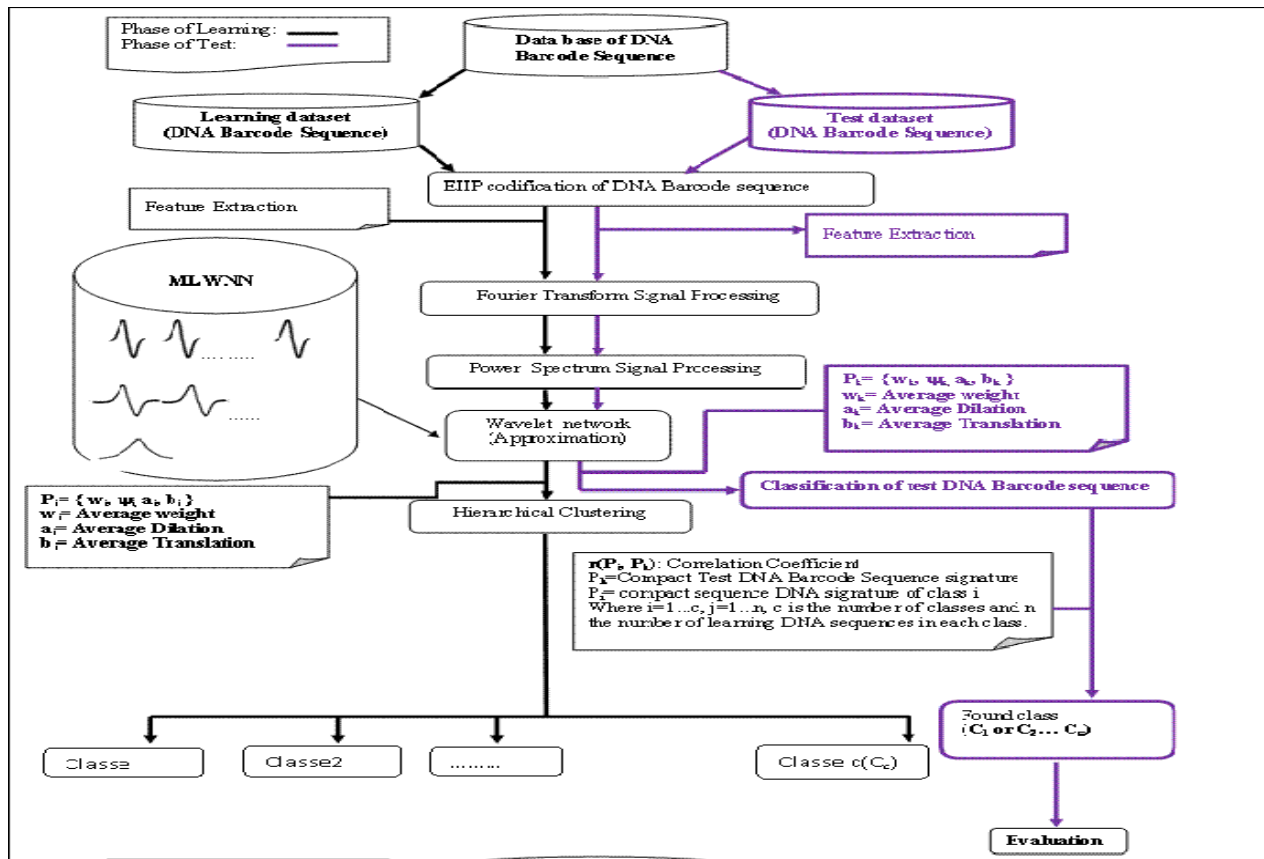 Phase of Learning:
Phase of Test:
Data base of DNA
Barcode Sequence
Learning dataset
(DNA Barcode Sequence)
Test dataset
(DNA Barcode Sequence)
EIIP codification of DNA Barcode sequence
Feature Extraction
Feature Extraction
MLWNN
Fourier Transform Signal Processing
..... .....
Power Spectrum Signal Processing
......
Wavelet network
(Approximation)
Pₖ= {wₖ, ψₖ, aₖ, bₖ}
wₖ= Average weight
aₖ= Average Dilation
bₖ= Average Translation
Pᵢ= {wᵢ, ψᵢ, aᵢ, bᵢ}
wᵢ= Average weight
aᵢ= Average Dilation
bᵢ= Average Translation
Classification of test DNA Barcode sequence
Hierarchical Clustering
r(Pᵢ, Pₖ): Correlation Coefficient
Pₖ=Compact Test DNA Barcode Sequence signature
Pᵢ= compact sequence DNA signature of class i
Where i=1...c, j=1...n, c is the number of classes and n
the number of learning DNA sequences in each class.
Found class
(C₁ or C₂... )
Classe
Classe2
.........
Classe c(C_c)
Evaluation